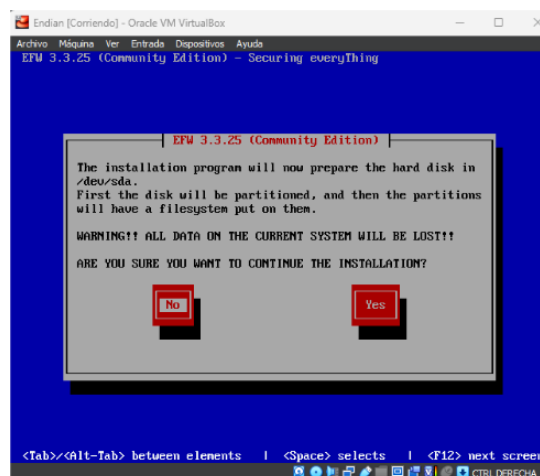 Endian [Corriendo] - Oracle VM VirtualBox
Archivo Máquina Ver Entrada Dispositivos Ayuda
EFW 3.3.25 (Community Edition) - Securing everyThing
EFW 3.3.25 (Community Edition)
The installation program will now prepare the hard disk in
/dev/sda.
First the disk will be partitioned, and then the partitions
will have a filesystem put on them.
WARNING!! ALL DATA ON THE CURRENT SYSTEM WILL BE LOST!!
ARE YOU SURE YOU WANT TO CONTINUE THE INSTALLATION?
No Yes
<Tab>/<Alt-Tab> between elements | <Space> selects | <F12> next screen
CTRL DERECHA